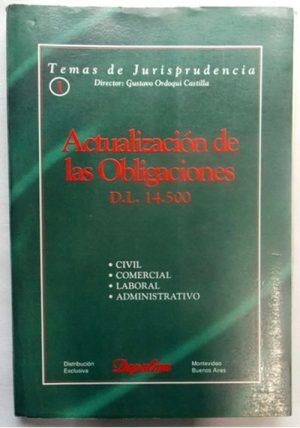 Temas de Jurisprudencia
1
Director: Gustavo Ordoqui Castilla
Actualización de
las Obligaciones
D.L. 14.500
• CIVIL
• COMERCIAL
• LABORAL
• ADMINISTRATIVO
Distribución
Exclusiva
Depalma
Montevideo
Buenos Aires